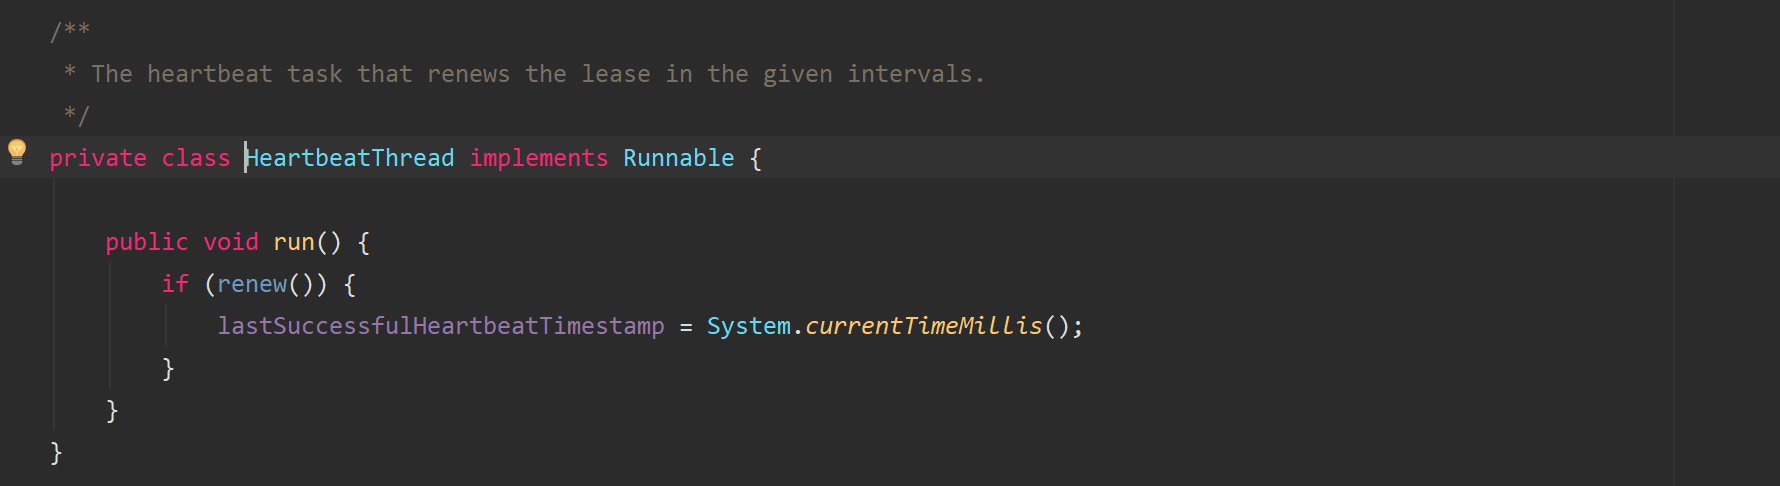 /**
 * The heartbeat task that renews the lease in the given intervals.
 */
private class HeartbeatThread implements Runnable {
    public void run() {
        if (renew()) {
            lastSuccessfulHeartbeatTimestamp = System.currentTimeMillis();
        }
    }
}